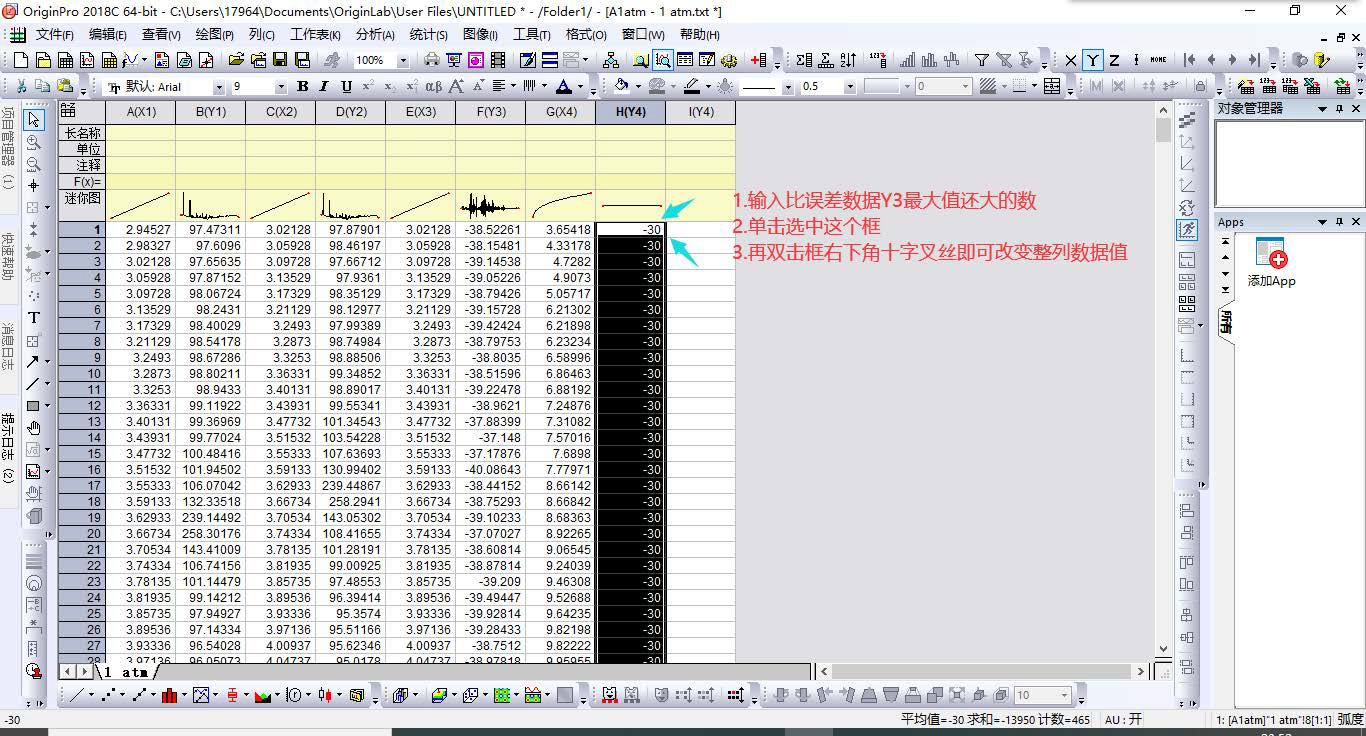 OriginPro 2018C 64-bit - C:\Users\17964\Documents\OriginLab\User Files\UNTITLED * - /Folder1/ - [A1atm - 1 atm.txt *]
文件(F) 编辑(E) 查看(V) 绘图(P) 列(C) 工作表(K) 分析(A) 统计(S) 图像(I) 工具(T) 格式(O) 窗口(W) 帮助(H)
100%
默认: Arial 9 B I U αβ A A A 0.5 0
项目管理器 (1)
快速帮助
消息日志
提示日志 (2)
A(X1) B(Y1) C(X2) D(Y2) E(X3) F(Y3) G(X4) H(Y4) I(Y4)
长名称
单位
注释
F(x)=
迷你图
1 2.94527 97.47311 3.02128 97.87901 3.02128 -38.52261 3.65418 -30
2 2.98327 97.6096 3.05928 98.46197 3.05928 -38.15481 4.33178 -30
3 3.02128 97.65635 3.09728 97.66712 3.09728 -39.14538 4.7282 -30
4 3.05928 97.87152 3.13529 97.9361 3.13529 -39.05226 4.9073 -30
5 3.09728 98.06724 3.17329 98.35129 3.17329 -38.79426 5.05717 -30
6 3.13529 98.2431 3.21129 98.12977 3.21129 -39.15728 6.21302 -30
7 3.17329 98.40029 3.2493 97.99389 3.2493 -39.42424 6.21898 -30
8 3.21129 98.54178 3.2873 98.74984 3.2873 -38.79753 6.23234 -30
9 3.2493 98.67286 3.3253 98.88506 3.3253 -38.8035 6.58996 -30
10 3.2873 98.80211 3.36331 99.34852 3.36331 -38.51596 6.86463 -30
11 3.3253 98.9433 3.40131 98.89017 3.40131 -39.22478 6.88192 -30
12 3.36331 99.11922 3.43931 99.55341 3.43931 -38.9621 7.24876 -30
13 3.40131 99.36969 3.47732 101.34543 3.47732 -37.88399 7.31082 -30
14 3.43931 99.77024 3.51532 103.54228 3.51532 -37.148 7.57016 -30
15 3.47732 100.48416 3.55333 107.63693 3.55333 -37.17876 7.6898 -30
16 3.51532 101.94502 3.59133 130.99402 3.59133 -40.08643 7.77971 -30
17 3.55333 106.07042 3.62933 239.44867 3.62933 -38.44152 8.66142 -30
18 3.59133 132.33518 3.66734 258.2941 3.66734 -38.75293 8.66842 -30
19 3.62933 239.14492 3.70534 143.05302 3.70534 -39.10233 8.68363 -30
20 3.66734 258.30176 3.74334 108.41655 3.74334 -37.07027 8.92265 -30
21 3.70534 143.41009 3.78135 101.28191 3.78135 -38.60814 9.06545 -30
22 3.74334 106.74156 3.81935 99.00925 3.81935 -38.87814 9.24039 -30
23 3.78135 101.14479 3.85735 97.48553 3.85735 -39.209 9.46308 -30
24 3.81935 99.14212 3.89536 96.39414 3.89536 -39.49447 9.52688 -30
25 3.85735 97.94927 3.93336 95.3574 3.93336 -39.92814 9.64235 -30
26 3.89536 97.14334 3.97136 95.51166 3.97136 -39.28433 9.82198 -30
27 3.93336 96.54028 4.00937 95.62346 4.00937 -38.7512 9.82222 -30
28 3.97136 96.05073 4.04737 95.0178 4.04737 -38.97818 9.95955 -30
1.输入比误差数据Y3最大值还大的数
2.单击选中这个框
3.再双击框右下角十字叉丝即可改变整列数据值
对象管理器
Apps
添加App
所有
1 atm
10
-30 平均值=-30 求和=-13950 计数=465 AU : 开 1: [A1atm]"1 atm"!8[1:1] 弧度